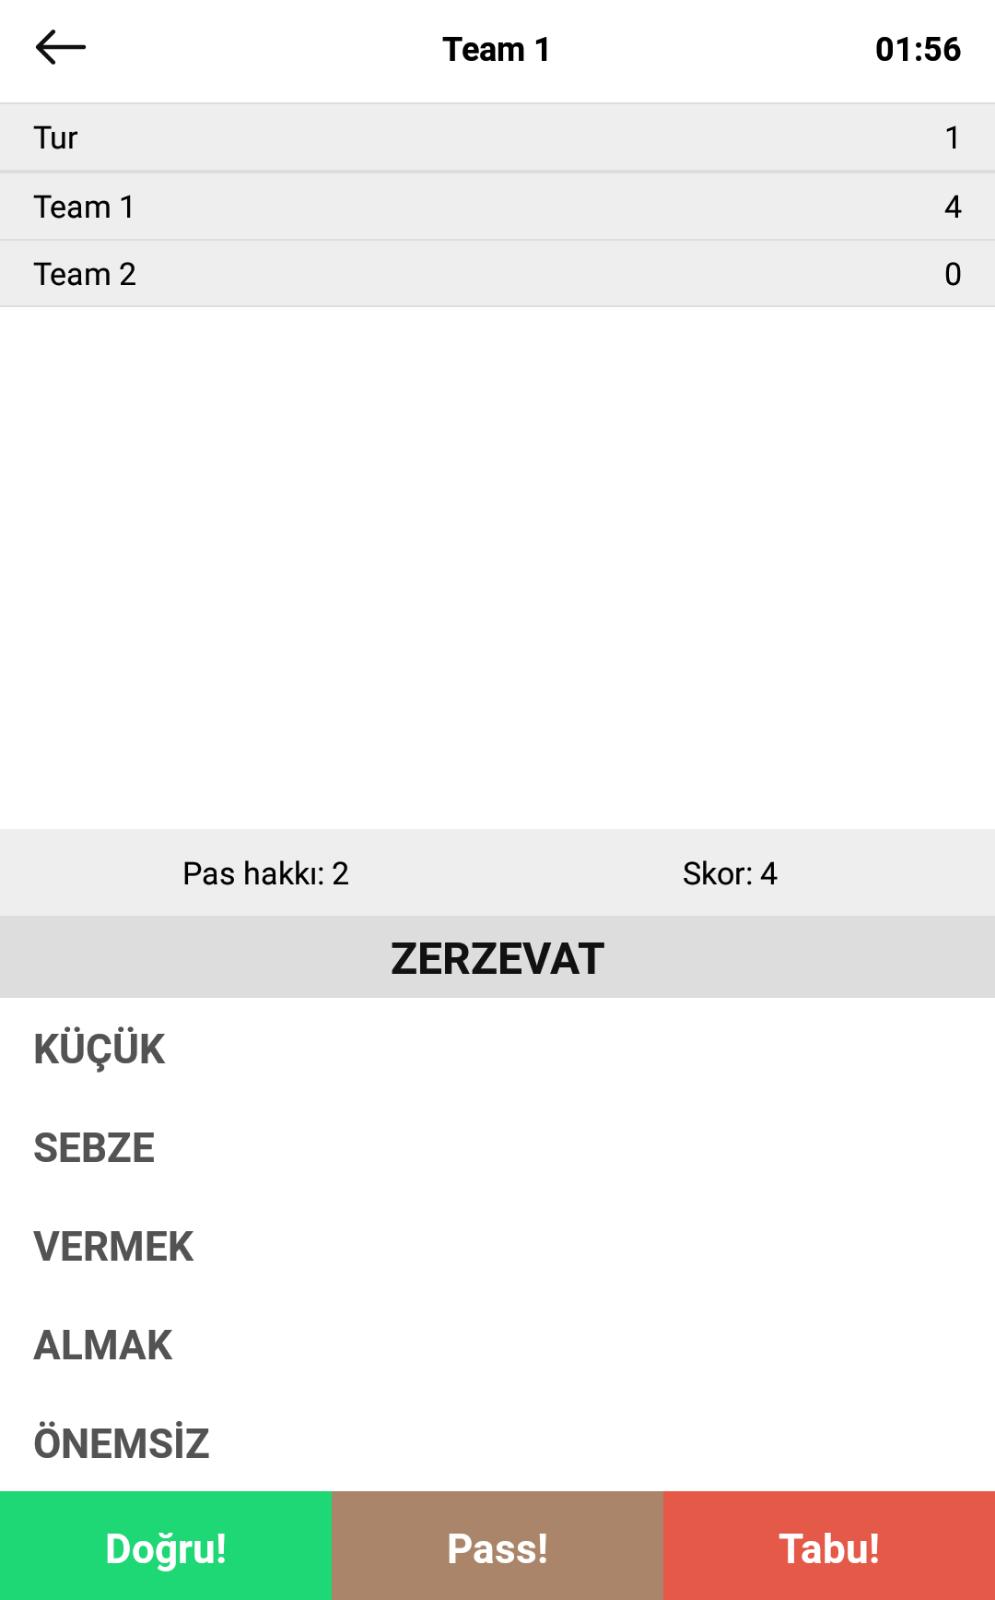 Team 1 01:56
Tur 1
Team 1 4
Team 2 0
Pas hakkı: 2 Skor: 4
ZERZEVAT
KÜÇÜK
SEBZE
VERMEK
ALMAK
ÖNEMSİZ
Doğru! Pass! Tabu!